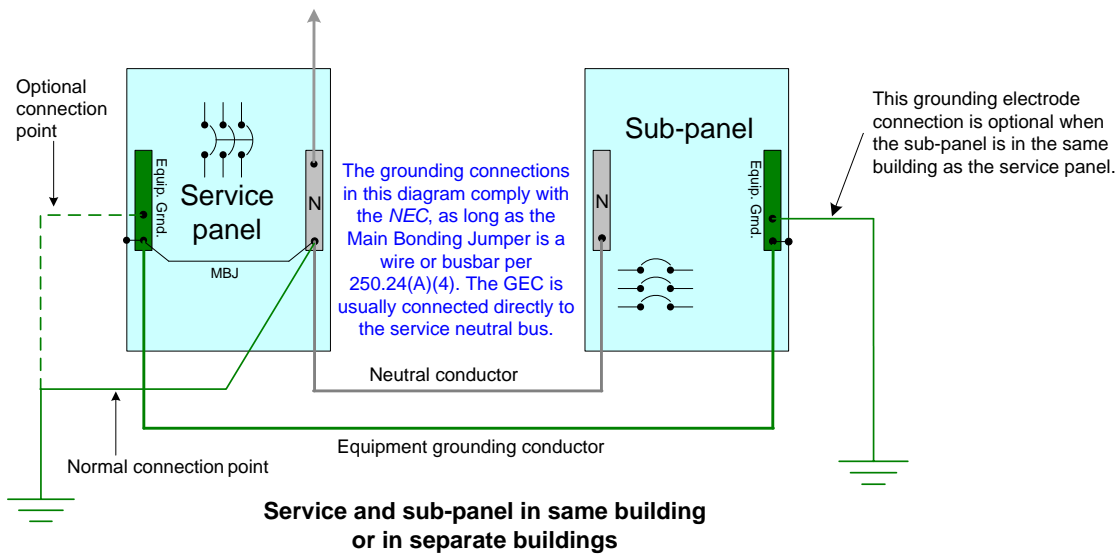 Optional
connection
point
Equip. Grnd.
Service
panel
N
MBJ
The grounding connections
in this diagram comply with
the NEC, as long as the
Main Bonding Jumper is a
wire or busbar per
250.24(A)(4). The GEC is
usually connected directly to
the service neutral bus.
Sub-panel
N
Equip. Grnd.
This grounding electrode
connection is optional when
the sub-panel is in the same
building as the service panel.
Neutral conductor
Equipment grounding conductor
Normal connection point
Service and sub-panel in same building
or in separate buildings